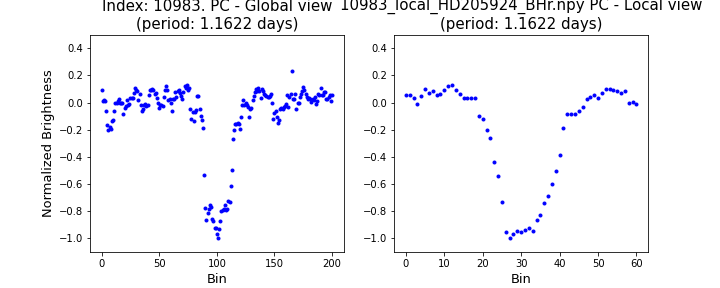 Index: 10983. PC - Global view
(period: 1.1622 days)
10983_local_HD205924_BHr.npy PC - Local view
(period: 1.1622 days)
Normalized Brightness
0.4
0.2
0.0
−0.2
−0.4
−0.6
−0.8
−1.0
0 50 100 150 200
Bin
0.4
0.2
0.0
−0.2
−0.4
−0.6
−0.8
−1.0
0 10 20 30 40 50 60
Bin